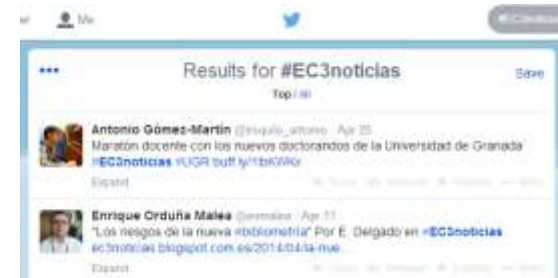 Me
Results for #EC3noticias
Save
Top / All
Antonio Gómez-Martín @esquilo_antonio · Apr 25
Maratón docente con los nuevos doctorandos de la Universidad de Granada
#EC3noticias #UGR
Expand
Enrique Orduña Malea
"Los riesgos de la nueva #bibliometría" Por E. Delgado en #EC3noticias
ec3noticias.blogspot.com.es/2014/04/la-nue...
Expand